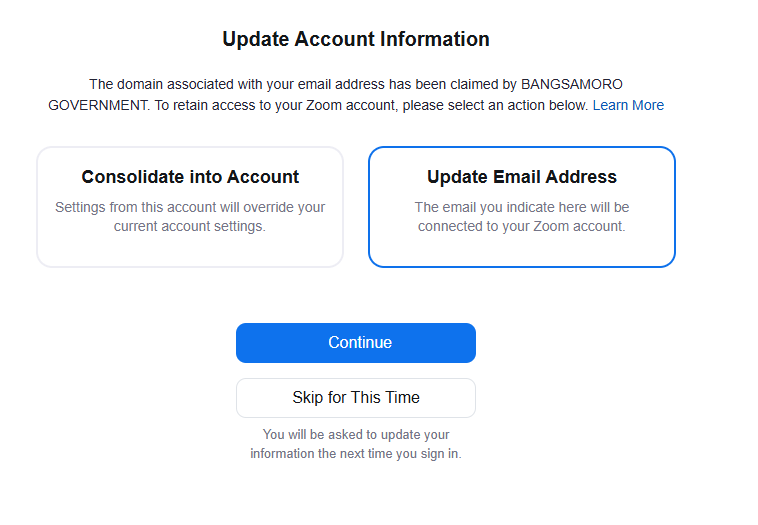 Update Account Information
The domain associated with your email address has been claimed by BANGSAMORO
GOVERNMENT. To retain access to your Zoom account, please select an action below. Learn More
Consolidate into Account
Settings from this account will override your
current account settings.
Update Email Address
The email you indicate here will be
connected to your Zoom account.
Continue
Skip for This Time
You will be asked to update your
information the next time you sign in.